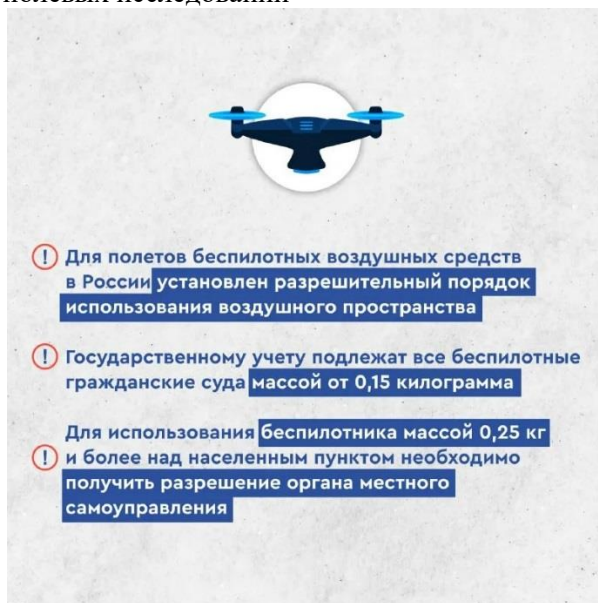 полевых исследований
Для полетов беспилотных воздушных средств
в России установлен разрешительный порядок
использования воздушного пространства
Государственному учету подлежат все беспилотные
гражданские суда массой от 0,15 килограмма
Для использования беспилотника массой 0,25 кг
и более над населенным пунктом необходимо
получить разрешение органа местного
самоуправления